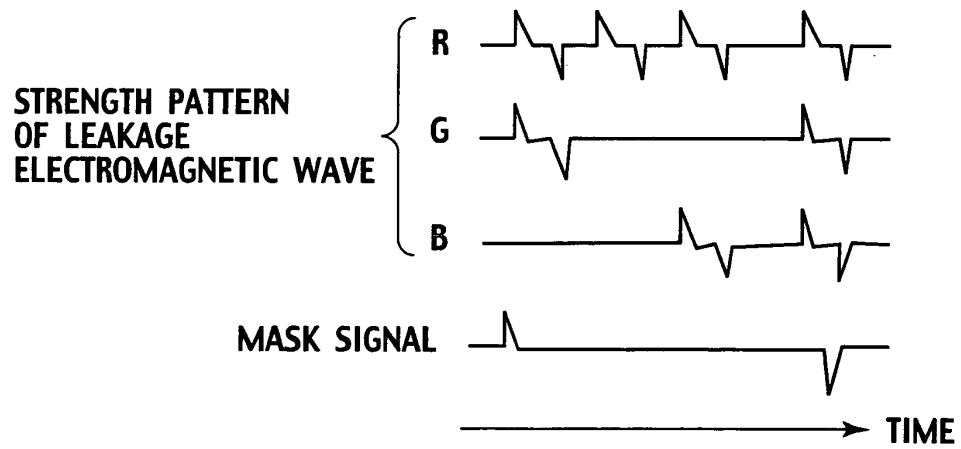 R
STRENGTH PATTERN
OF LEAKAGE
ELECTROMAGNETIC WAVE
G
B
MASK SIGNAL
TIME